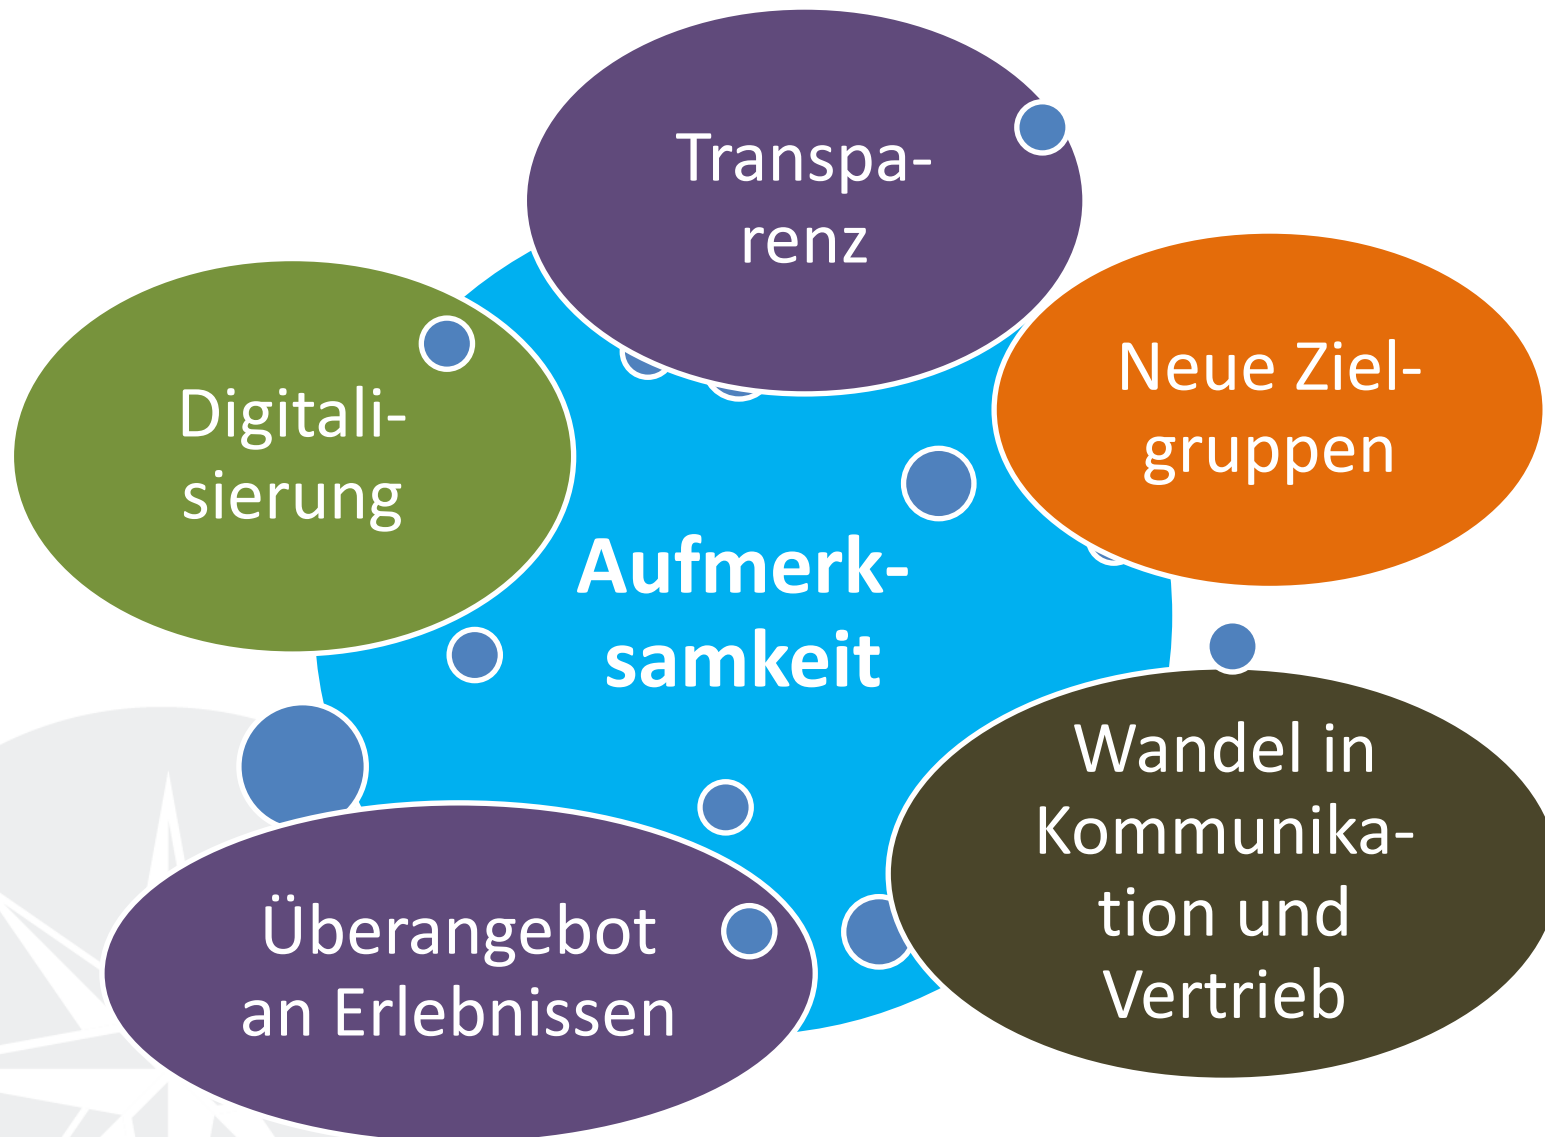 Transpa-
renz
Neue Ziel-
gruppen
Digitali-
sierung
Aufmerk-
samkeit
Wandel in
Kommunika-
tion und
Vertrieb
Überangebot
an Erlebnissen